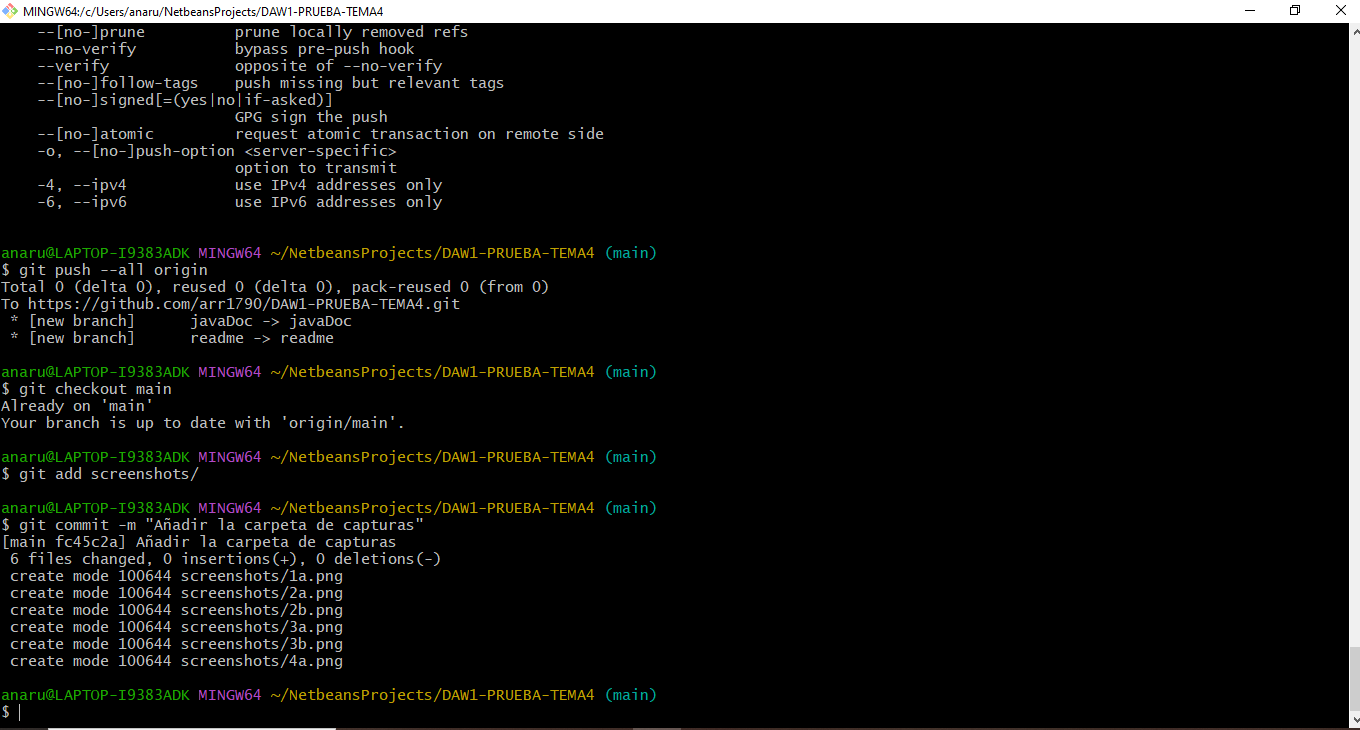 MINGW64:/c/Users/anaru/NetbeansProjects/DAW1-PRUEBA-TEMA4
    --[no-]prune          prune locally removed refs
    --no-verify           bypass pre-push hook
    --verify              opposite of --no-verify
    --[no-]follow-tags    push missing but relevant tags
    --[no-]signed[=(yes|no|if-asked)]
                          GPG sign the push
    --[no-]atomic         request atomic transaction on remote side
    -o, --[no-]push-option <server-specific>
                          option to transmit
    -4, --ipv4            use IPv4 addresses only
    -6, --ipv6            use IPv6 addresses only
anaru@LAPTOP-I9383ADK MINGW64 ~/NetbeansProjects/DAW1-PRUEBA-TEMA4 (main)
$ git push --all origin
Total 0 (delta 0), reused 0 (delta 0), pack-reused 0 (from 0)
To https://github.com/arr1790/DAW1-PRUEBA-TEMA4.git
 * [new branch]      javaDoc -> javaDoc
 * [new branch]      readme -> readme
anaru@LAPTOP-I9383ADK MINGW64 ~/NetbeansProjects/DAW1-PRUEBA-TEMA4 (main)
$ git checkout main
Already on 'main'
Your branch is up to date with 'origin/main'.
anaru@LAPTOP-I9383ADK MINGW64 ~/NetbeansProjects/DAW1-PRUEBA-TEMA4 (main)
$ git add screenshots/
anaru@LAPTOP-I9383ADK MINGW64 ~/NetbeansProjects/DAW1-PRUEBA-TEMA4 (main)
$ git commit -m "Añadir la carpeta de capturas"
[main fc45c2a] Añadir la carpeta de capturas
 6 files changed, 0 insertions(+), 0 deletions(-)
 create mode 100644 screenshots/1a.png
 create mode 100644 screenshots/2a.png
 create mode 100644 screenshots/2b.png
 create mode 100644 screenshots/3a.png
 create mode 100644 screenshots/3b.png
 create mode 100644 screenshots/4a.png
anaru@LAPTOP-I9383ADK MINGW64 ~/NetbeansProjects/DAW1-PRUEBA-TEMA4 (main)
$